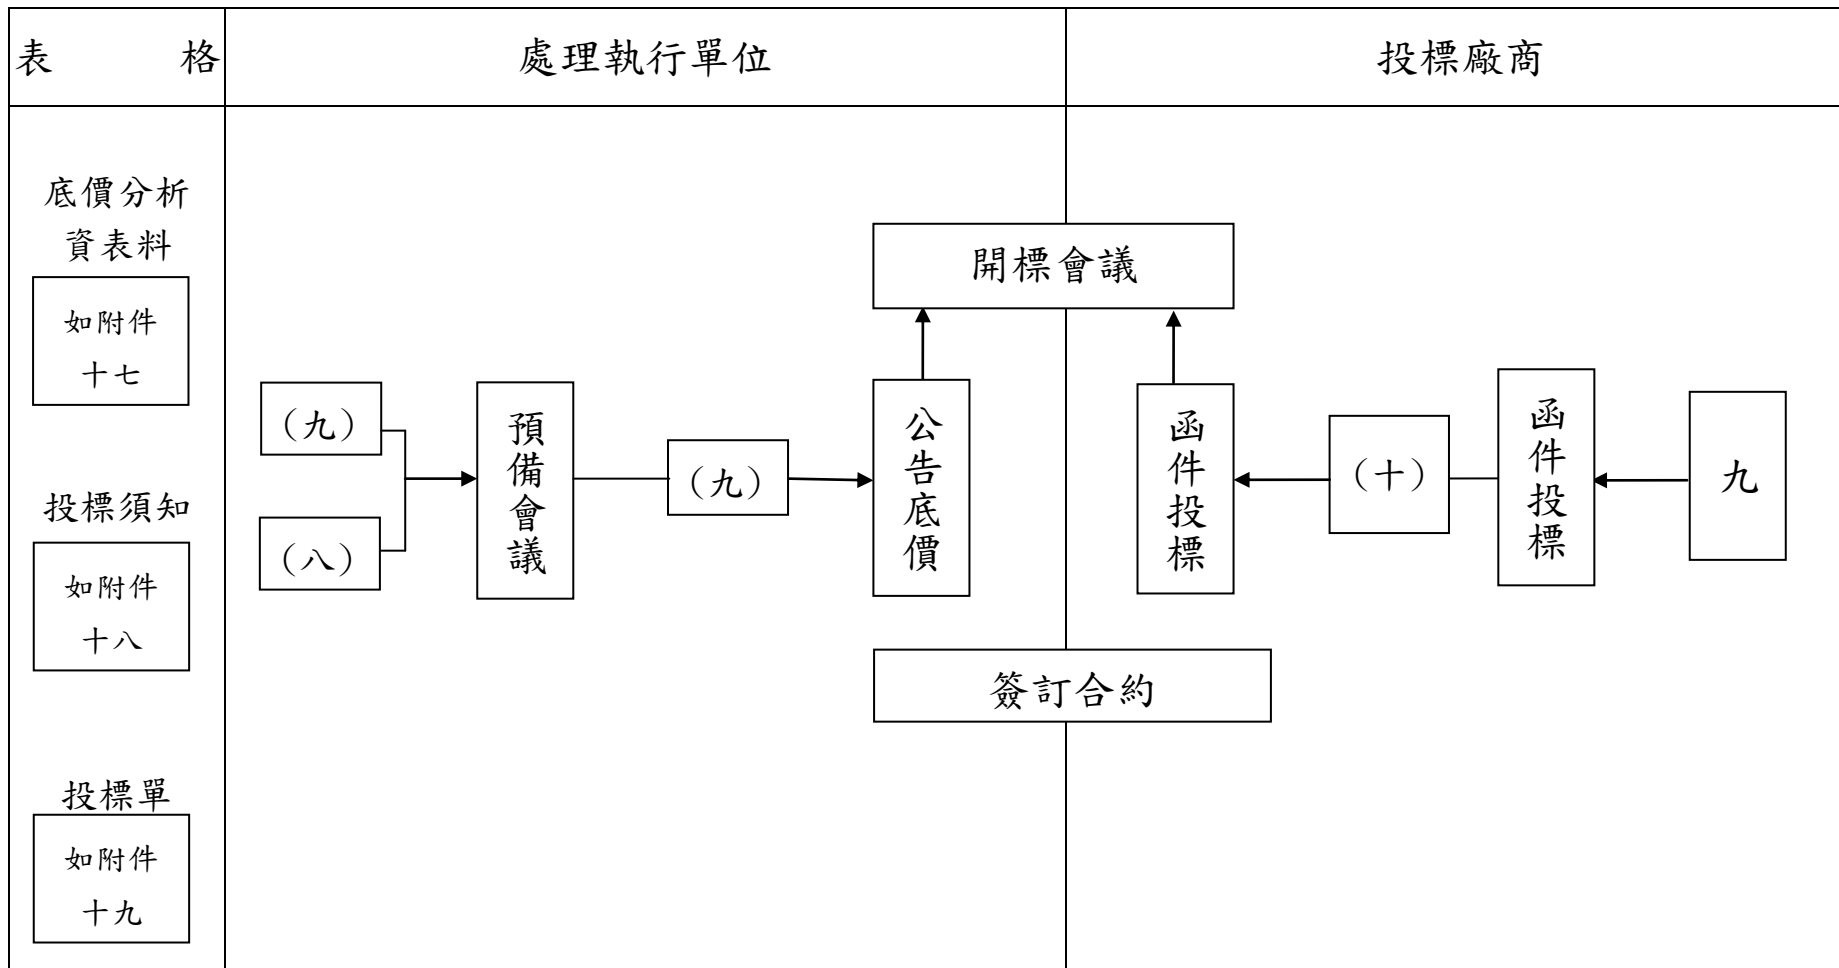 表 格
處理執行單位
投標廠商
底價分析
資表料
如附件
十七
投標須知
如附件
十八
投標單
如附件
十九
（九）
（八）
預備會議
（九）
公告底價
開標會議
函件投標
（十）
函件投標
九
簽訂合約